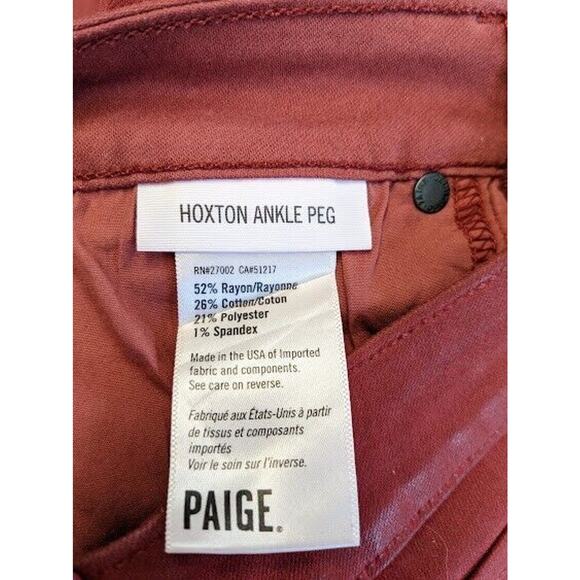 HOXTON ANKLE PEG
RN#27002 CA#51217
52% Rayon/Rayonne
26% Cotton/Coton
21% Polyester
1% Spandex
Made in the USA of Imported
fabric and components.
See care on reverse.
Fabriqué aux États-Unis à partir
de tissus et composants
importés
Voir le soin sur l'inverse.
PAIGE®